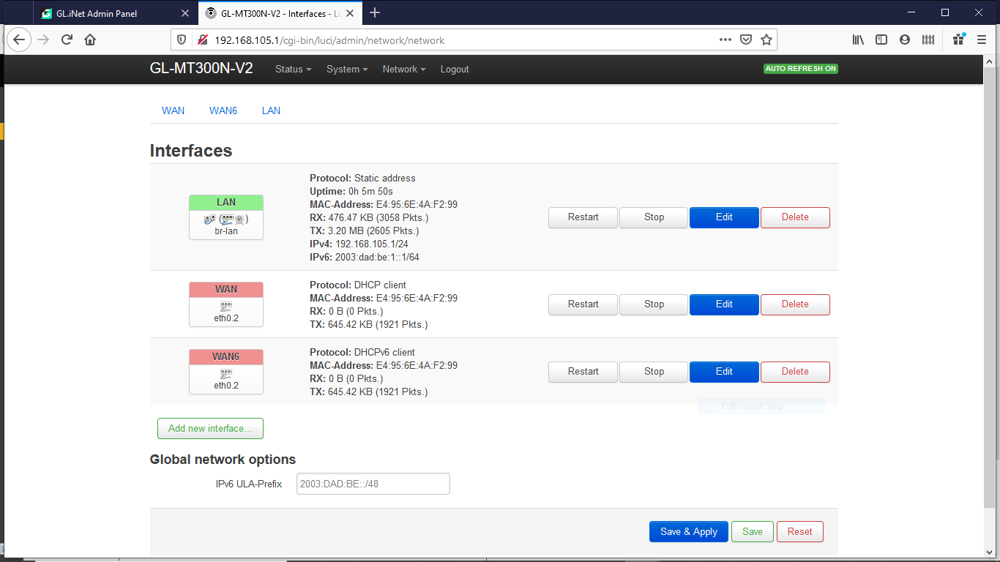 GL.iNet Admin Panel
GL-MT300N-V2 - Interfaces - Lu
192.168.105.1/cgi-bin/luci/admin/network/network
GL-MT300N-V2 Status System Network Logout AUTO REFRESH ON
WAN WAN6 LAN
Interfaces
LAN
br-lan
Protocol: Static address
Uptime: 0h 5m 50s
MAC-Address: E4:95:6E:4A:F2:99
RX: 476.47 KB (3058 Pkts.)
TX: 3.20 MB (2605 Pkts.)
IPv4: 192.168.105.1/24
IPv6: 2003:dad:be:1::1/64
Restart Stop Edit Delete
WAN
eth0.2
Protocol: DHCP client
MAC-Address: E4:95:6E:4A:F2:99
RX: 0 B (0 Pkts.)
TX: 645.42 KB (1921 Pkts.)
Restart Stop Edit Delete
WAN6
eth0.2
Protocol: DHCPv6 client
MAC-Address: E4:95:6E:4A:F2:99
RX: 0 B (0 Pkts.)
TX: 645.42 KB (1921 Pkts.)
Restart Stop Edit Delete
Full-screen Snip
Add new interface...
Global network options
IPv6 ULA-Prefix 2003:DAD:BE::/48
Save & Apply Save Reset